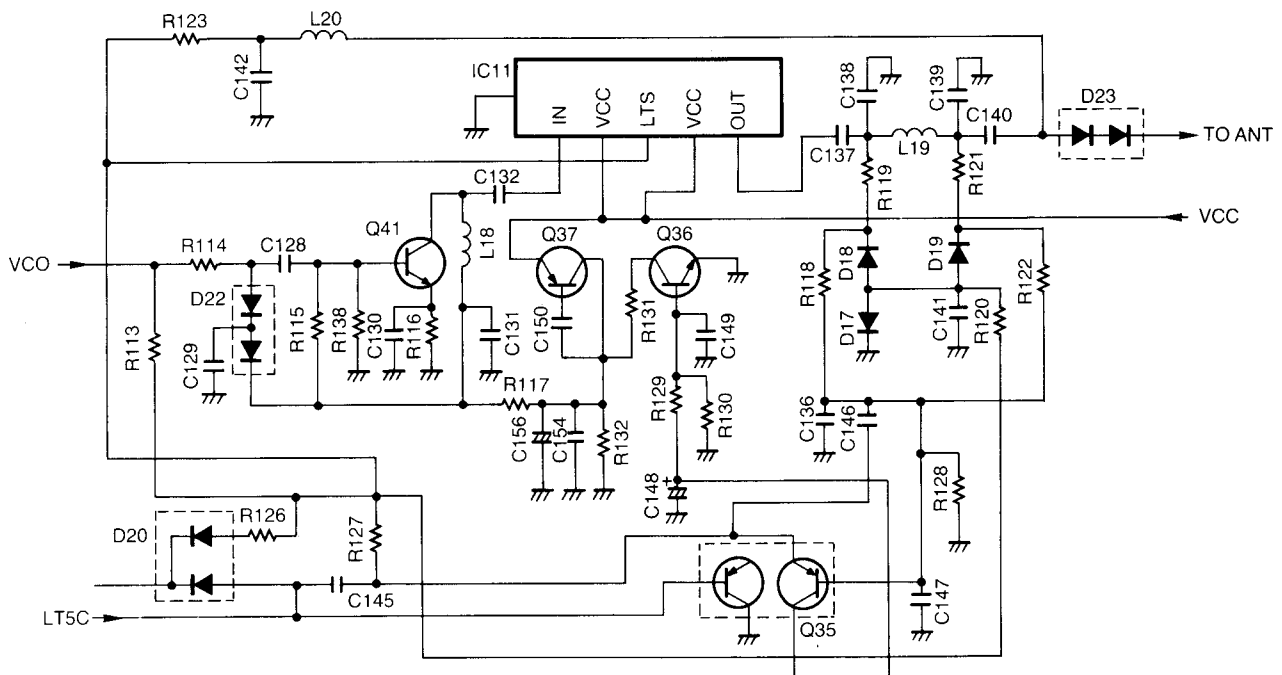 R123
L20
C142
IC11
IN
VCC
LTS
VCC
OUT
C138
C139
C140
D23
TO ANT
C137
L19
R119
R121
C132
VCC
Q41
L18
Q37
Q36
VCO
R114
C128
D22
R113
C129
R115
R138
C130
R116
C131
C150
R131
C149
R118
D18
D19
R122
D17
C141
R120
R117
C156
C154
R132
R129
R130
C136
C146
+
C148
R128
D20
R126
R127
C145
LT5C
Q35
C147